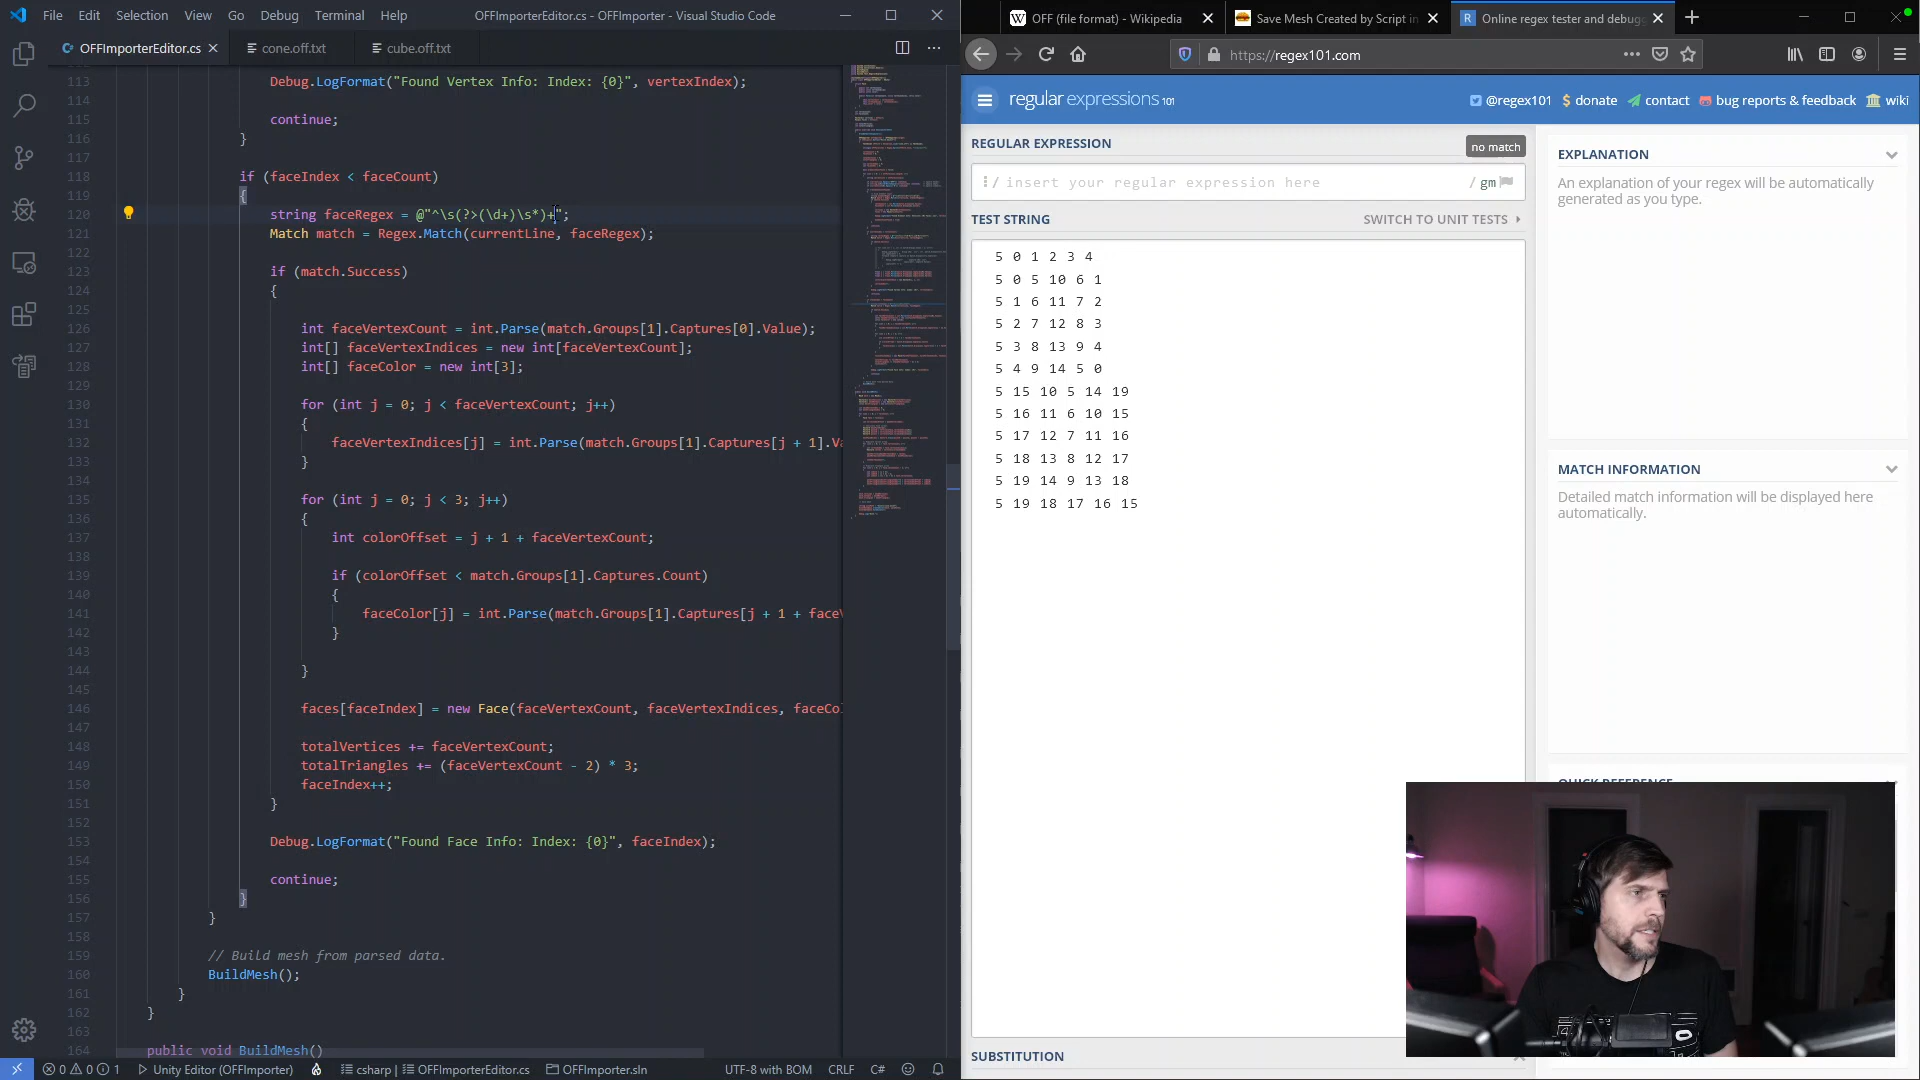 File Edit Selection View Go Debug Terminal Help
OFFImporterEditor.cs - OFFImporter - Visual Studio Code
OFFImporterEditor.cs
cone.off.txt
cube.off.txt
113 Debug.LogFormat("Found Vertex Info: Index: {0}", vertexIndex);
114
115 continue;
116 }
117
118 if (faceIndex < faceCount)
119 {
120 string faceRegex = @"^\s(?>(\d+)\s*)+";
121 Match match = Regex.Match(currentLine, faceRegex);
122
123 if (match.Success)
124 {
125
126 int faceVertexCount = int.Parse(match.Groups[1].Captures[0].Value);
127 int[] faceVertexIndices = new int[faceVertexCount];
128 int[] faceColor = new int[3];
129
130 for (int j = 0; j < faceVertexCount; j++)
131 {
132 faceVertexIndices[j] = int.Parse(match.Groups[1].Captures[j + 1].Va
133 }
134
135 for (int j = 0; j < 3; j++)
136 {
137 int colorOffset = j + 1 + faceVertexCount;
138
139 if (colorOffset < match.Groups[1].Captures.Count)
140 {
141 faceColor[j] = int.Parse(match.Groups[1].Captures[j + 1 + faceV
142 }
143
144 }
145
146 faces[faceIndex] = new Face(faceVertexCount, faceVertexIndices, faceCol
147
148 totalVertices += faceVertexCount;
149 totalTriangles += (faceVertexCount - 2) * 3;
150 faceIndex++;
151 }
152
153 Debug.LogFormat("Found Face Info: Index: {0}", faceIndex);
154
155 continue;
156 }
157 }
158
159 // Build mesh from parsed data.
160 BuildMesh();
161 }
162 }
163
164 public void BuildMesh()
0 0 1 Unity Editor (OFFImporter) csharp | OFFImporterEditor.cs OFFImporter.sln UTF-8 with BOM CRLF C#
OFF (file format) - Wikipedia
Save Mesh Created by Script in
Online regex tester and debugg
https://regex101.com
regular expressions 101
@regex101 donate contact bug reports & feedback wiki
REGULAR EXPRESSION
no match
/ insert your regular expression here / gm
TEST STRING
SWITCH TO UNIT TESTS
5 0 1 2 3 4
5 0 5 10 6 1
5 1 6 11 7 2
5 2 7 12 8 3
5 3 8 13 9 4
5 4 9 14 5 0
5 15 10 5 14 19
5 16 11 6 10 15
5 17 12 7 11 16
5 18 13 8 12 17
5 19 14 9 13 18
5 19 18 17 16 15
SUBSTITUTION
EXPLANATION
An explanation of your regex will be automatically
generated as you type.
MATCH INFORMATION
Detailed match information will be displayed here
automatically.
QUICK REFERENCE